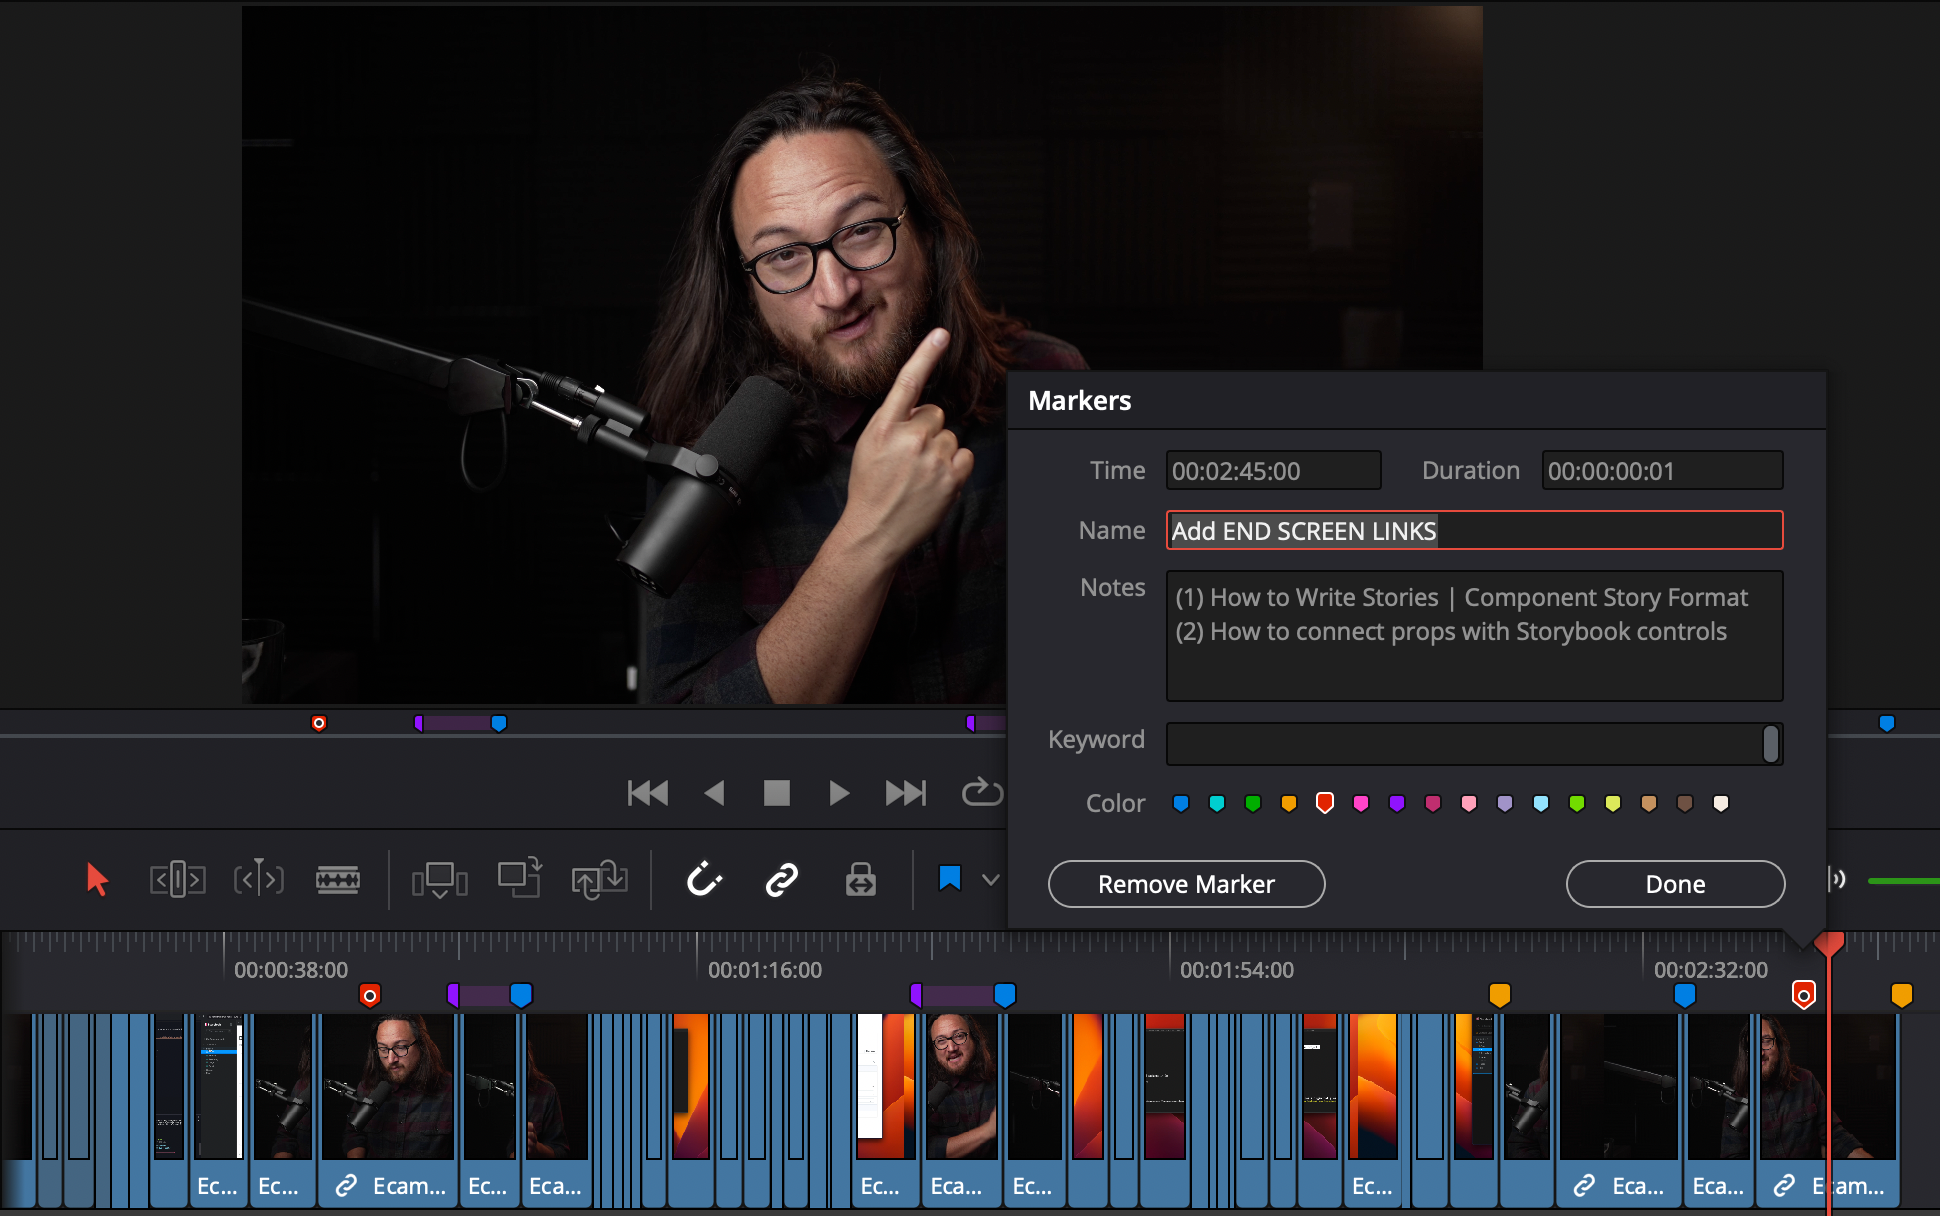 Markers
Time 00:02:45:00 Duration 00:00:00:01
Name Add END SCREEN LINKS
Notes (1) How to Write Stories | Component Story Format
(2) How to connect props with Storybook controls
Keyword
Color
Remove Marker Done
00:00:38:00 00:01:16:00 00:01:54:00 00:02:32:00
Ec... Ec... Ecam... Ec... Eca... Ec... Eca... Ec... Ec... Eca... Eca... Ecam...